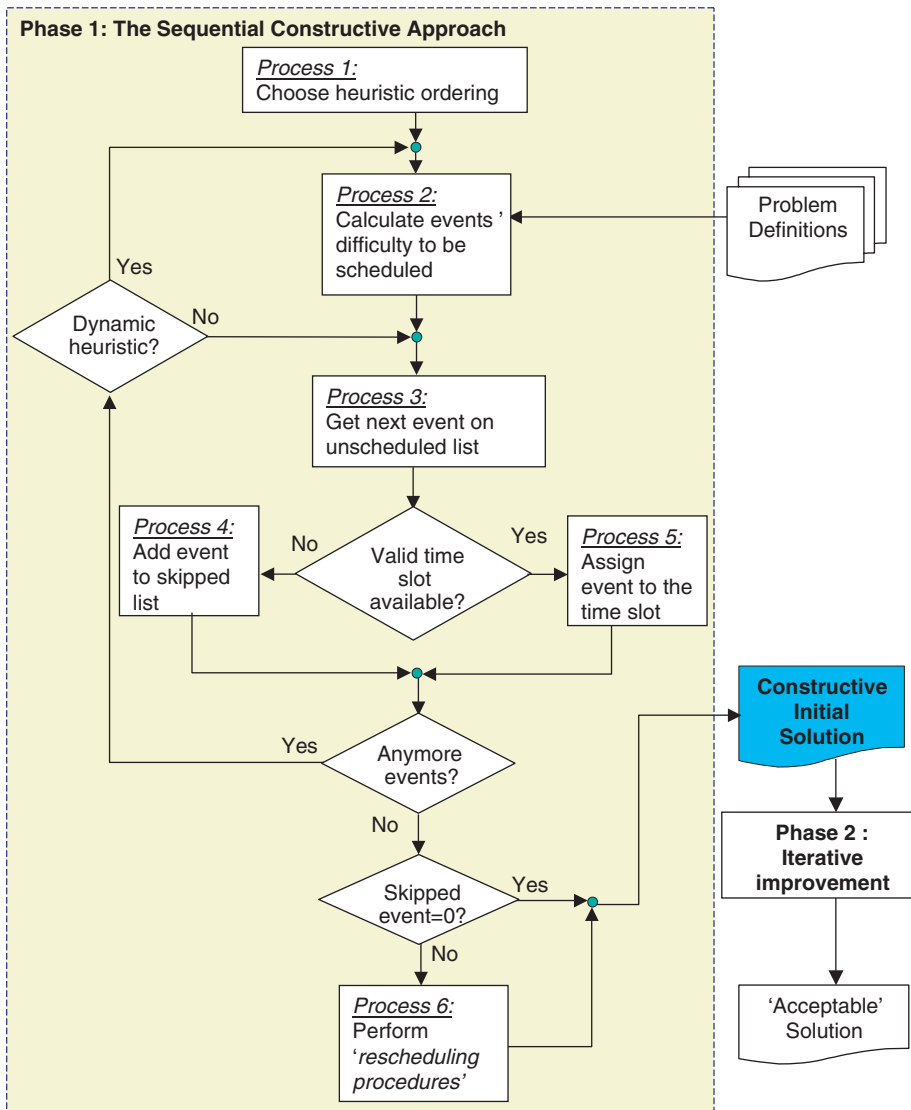 Phase 1: The Sequential Constructive Approach
Process 1:
Choose heuristic ordering
Process 2:
Calculate events '
difficulty to be
scheduled
Problem
Definitions
Yes
Dynamic
heuristic?
No
Process 3:
Get next event on
unscheduled list
Process 4:
Add event
to skipped
list
No
Valid time
slot
available?
Yes
Process 5:
Assign
event to the
time slot
Yes
Anymore
events?
No
Constructive
Initial
Solution
Skipped
event=0?
Yes
No
Phase 2 :
Iterative
improvement
Process 6:
Perform
‘rescheduling
procedures’
‘Acceptable’
Solution